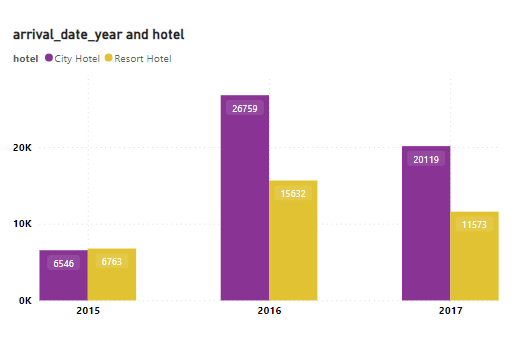 arrival_date_year and hotel
hotel City Hotel Resort Hotel
20K
10K
0K
6546
6763
26759
15632
20119
11573
2015 2016 2017